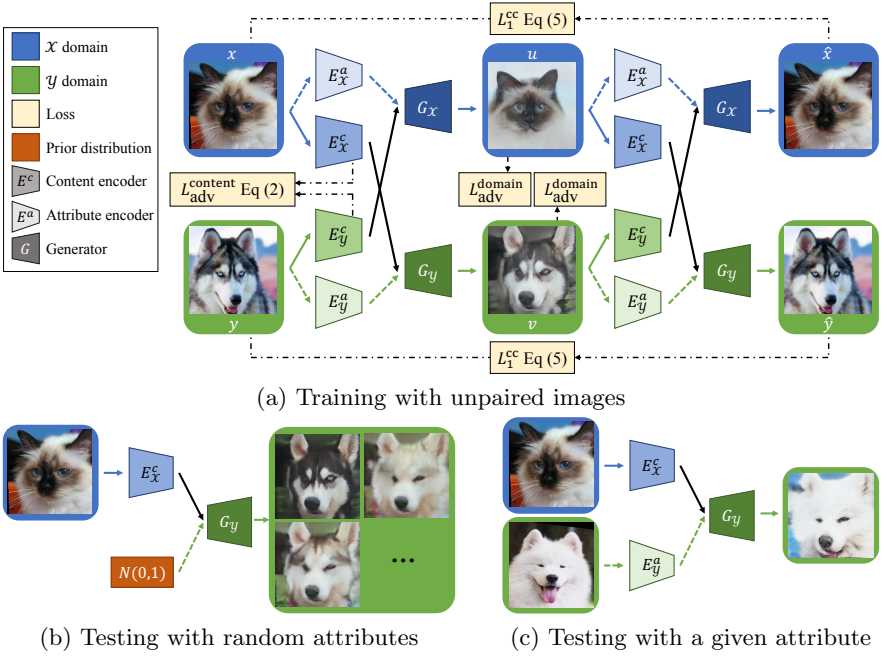 𝒳 domain
𝒴 domain
Loss
Prior distribution
E^c Content encoder
E^a Attribute encoder
G Generator
L_1^cc Eq (5)
x
E_𝒳^a
E_𝒳^c
G_𝒳
u
E_𝒳^a
E_𝒳^c
G_𝒳
x̂
L_adv^content Eq (2)
L_adv^domain
L_adv^domain
y
E_𝒴^c
E_𝒴^a
G_𝒴
v
E_𝒴^c
E_𝒴^a
G_𝒴
ŷ
L_1^cc Eq (5)
(a) Training with unpaired images
E_𝒳^c
G_𝒴
N(0,1)
...
(b) Testing with random attributes
E_𝒳^c
E_𝒴^a
G_𝒴
(c) Testing with a given attribute